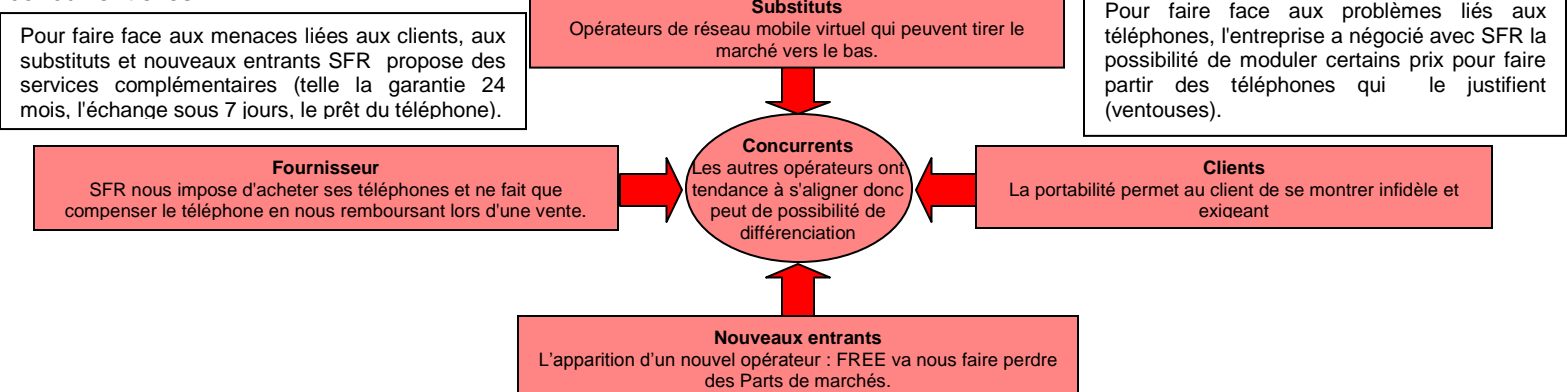 Pour faire face aux menaces liées aux clients, aux
substituts et nouveaux entrants SFR propose des
services complémentaires (telle la garantie 24
mois, l'échange sous 7 jours, le prêt du téléphone).
Substituts
Opérateurs de réseau mobile virtuel qui peuvent tirer le
marché vers le bas.
Pour faire face aux problèmes liés aux
téléphones, l'entreprise a négocié avec SFR la
possibilité de moduler certains prix pour faire
partir des téléphones qui le justifient
(ventouses).
Fournisseur
SFR nous impose d'acheter ses téléphones et ne fait que
compenser le téléphone en nous remboursant lors d'une vente.
Concurrents
Les autres opérateurs ont
tendance à s'aligner donc
peut de possibilité de
différenciation
Clients
La portabilité permet au client de se montrer infidèle et
exigeant
Nouveaux entrants
L'apparition d'un nouvel opérateur : FREE va nous faire perdre
des Parts de marchés.